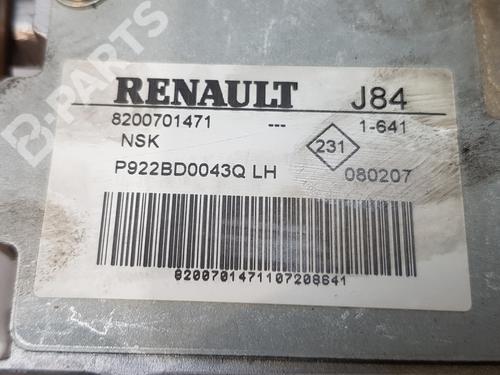 B-PARTS
RENAULT J84
8200701471 --- 1-641
NSK 231
P922BD0043Q LH 080207
8200701471107208641